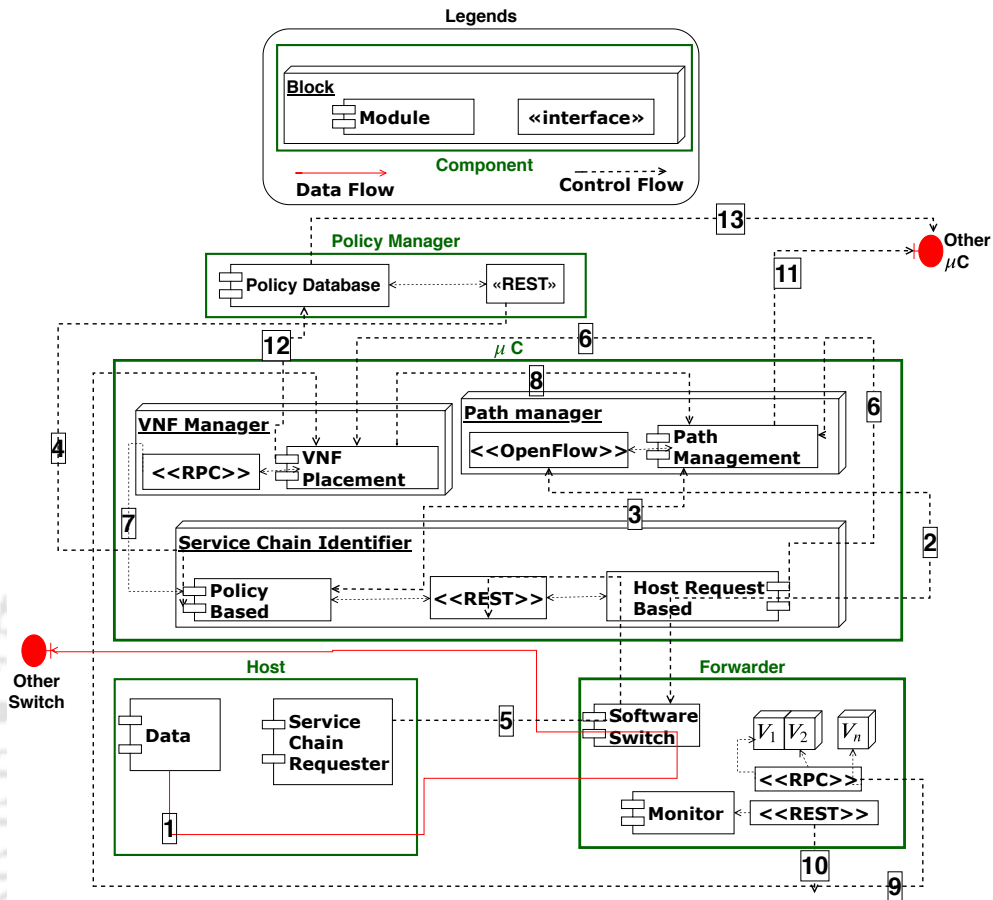 Legends
Block
Module
«interface»
Component
Data Flow
Control Flow
13
Policy Manager
Other
μC
Policy Database
«REST»
11
12
6
μ C
8
Path manager
VNF Manager
6
4
<<OpenFlow>>
Path
Management
VNF
Placement
<<RPC>>
7
3
2
Service Chain Identifier
Policy
Based
<<REST>>
Host Request
Based
Other
Switch
Host
Forwarder
Data
Service
Chain
Requester
5
Software
Switch
V1
V2
Vn
<<RPC>>
Monitor
<<REST>>
1
10
9